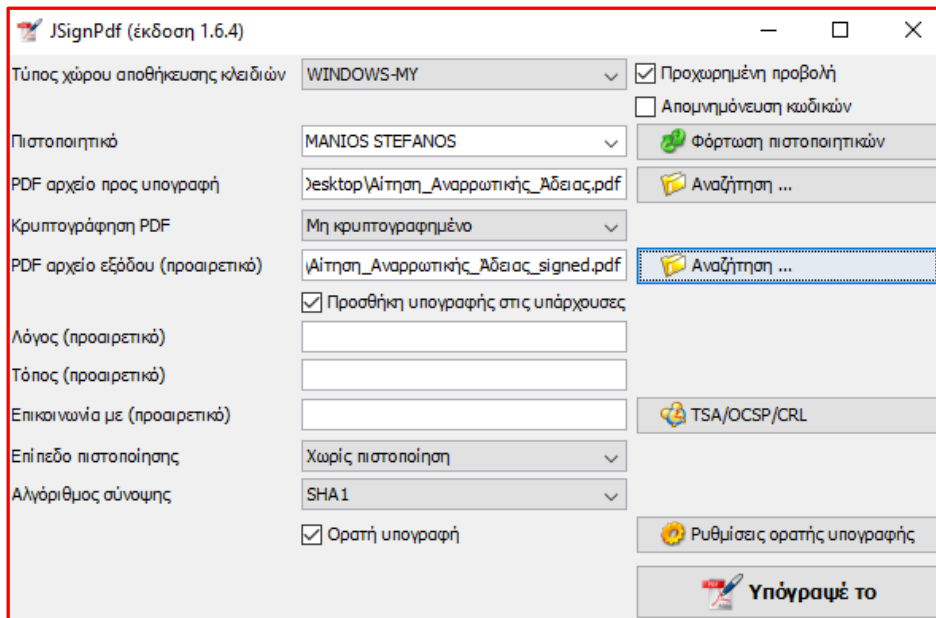 JSignPdf (έκδοση 1.6.4)
Τύπος χώρου αποθήκευσης κλειδιών WINDOWS-MY Προχωρημένη προβολή
Απομνημόνευση κωδικών
Πιστοποιητικό MANIOS STEFANOS Φόρτωση πιστοποιητικών
PDF αρχείο προς υπογραφή Desktop\Αίτηση_Αναρρωτικής_Άδειας.pdf Αναζήτηση ...
Κρυπτογράφηση PDF Μη κρυπτογραφημένο
PDF αρχείο εξόδου (προαιρετικό) \Αίτηση_Αναρρωτικής_Άδειας_signed.pdf Αναζήτηση ...
Προσθήκη υπογραφής στις υπάρχουσες
Λόγος (προαιρετικό)
Τόπος (προαιρετικό)
Επικοινωνία με (προαιρετικό) TSA/OCSP/CRL
Επίπεδο πιστοποίησης Χωρίς πιστοποίηση
Αλγόριθμος σύνοψης SHA1
Ορατή υπογραφή Ρυθμίσεις ορατής υπογραφής
Υπόγραψέ το